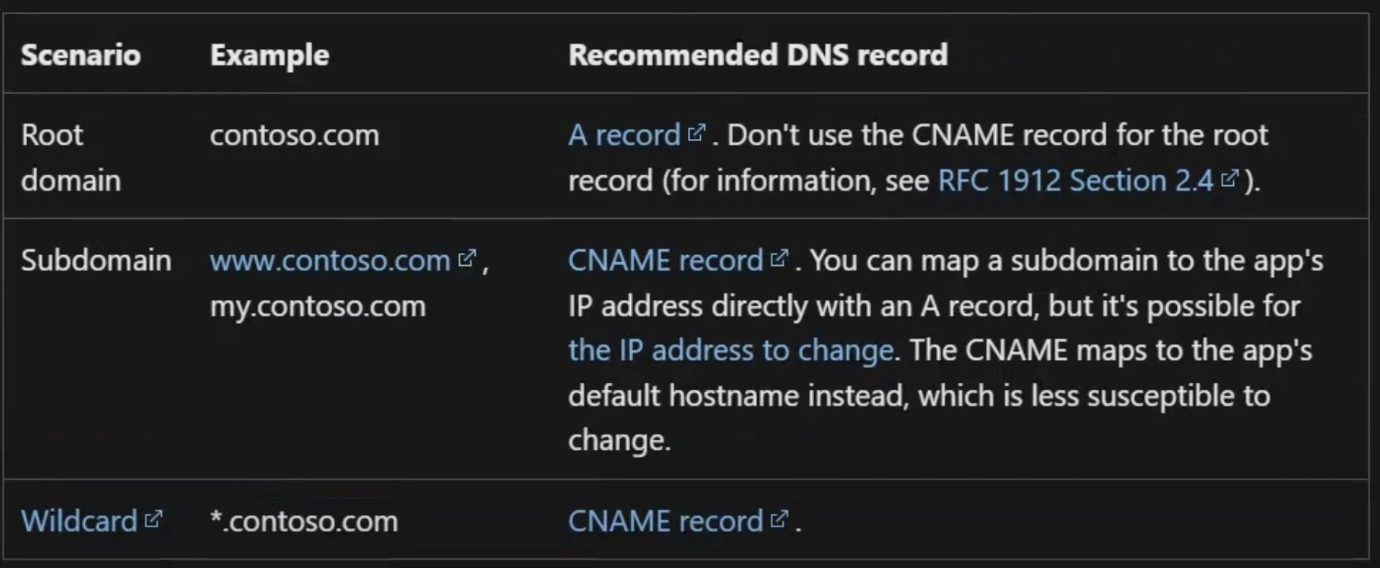 Scenario Example Recommended DNS record
Root domain contoso.com A record. Don't use the CNAME record for the root
record (for information, see RFC 1912 Section 2.4).
Subdomain www.contoso.com, CNAME record. You can map a subdomain to the app's
my.contoso.com IP address directly with an A record, but it's possible for
the IP address to change. The CNAME maps to the app's
default hostname instead, which is less susceptible to
change.
Wildcard *.contoso.com CNAME record.